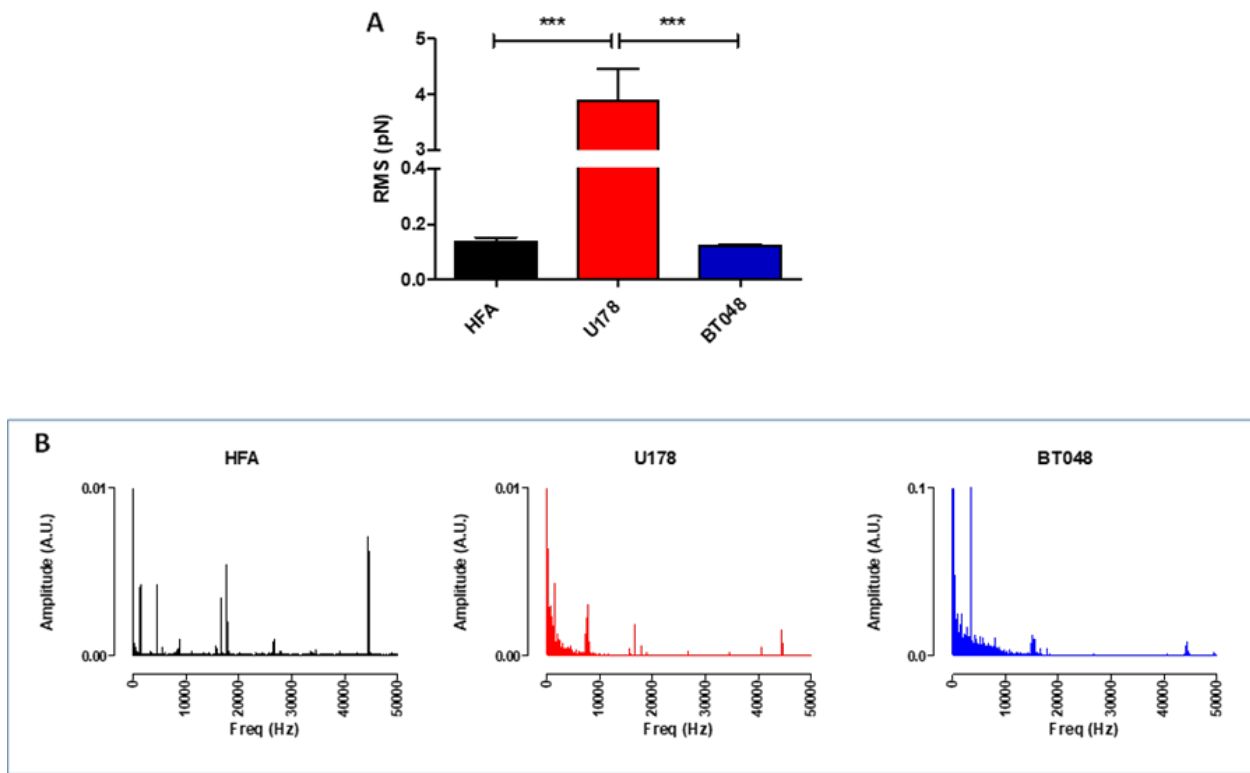 A
*** ***
5
4
3
0.4
0.2
0.0
RMS (pN)
HFA U178 BT048
B
HFA U178 BT048
0.01 0.01 0.1
Amplitude (A.U.) Amplitude (A.U.) Amplitude (A.U.)
0.00 0.00 0.0
0 10000 20000 30000 40000 50000 0 10000 20000 30000 40000 50000 0 10000 20000 30000 40000 50000
Freq (Hz) Freq (Hz) Freq (Hz)